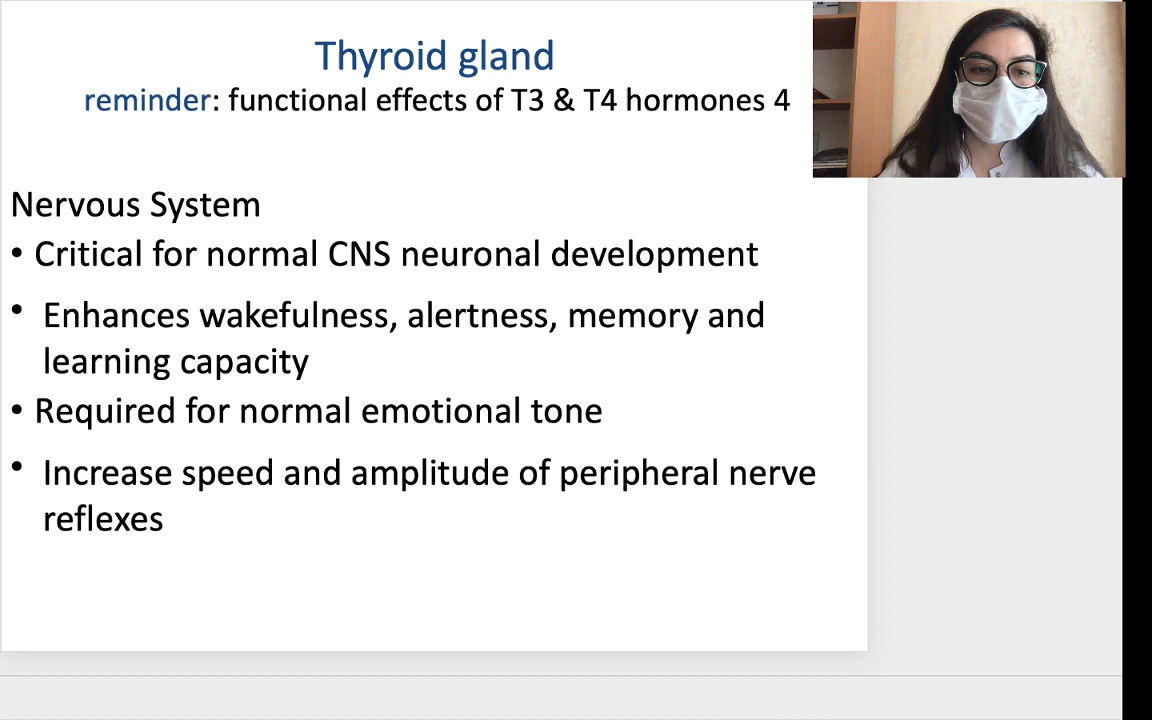 Thyroid gland
reminder: functional effects of T3 & T4 hormones 4
Nervous System
• Critical for normal CNS neuronal development
• Enhances wakefulness, alertness, memory and
learning capacity
• Required for normal emotional tone
• Increase speed and amplitude of peripheral nerve
reflexes